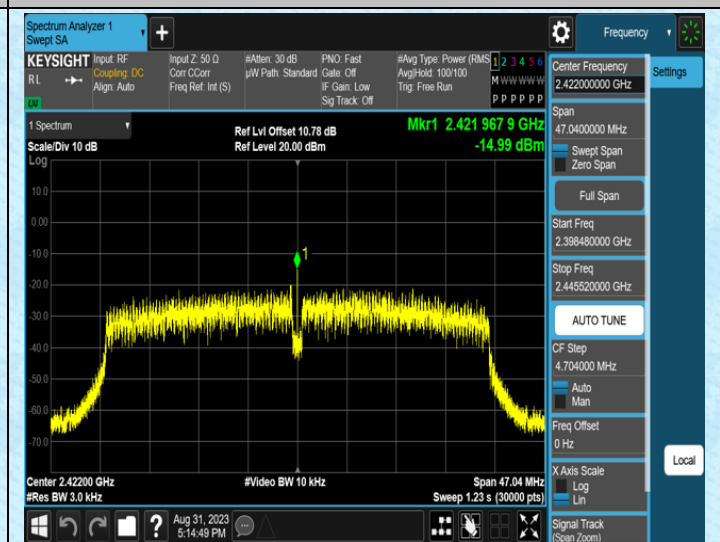 Spectrum Analyzer 1
Swept SA
+
Frequency
KEYSIGHT
RL
LXI
Input: RF
Coupling: DC
Align: Auto
Input Z: 50 Ω
Corr CCorr
Freq Ref: Int (S)
#Atten: 30 dB
µW Path: Standard
PNO: Fast
Gate: Off
IF Gain: Low
Sig Track: Off
#Avg Type: Power (RMS
Avg|Hold: 100/100
Trig: Free Run
1 2 3 4 5 6
M W W W W W
P P P P P P
1 Spectrum
Scale/Div 10 dB
Ref Lvl Offset 10.78 dB
Ref Level 20.00 dBm
Mkr1 2.421 967 9 GHz
-14.99 dBm
Log
10.0
0.00
-10.0
-20.0
-30.0
-40.0
-50.0
-60.0
-70.0
1
Center 2.42200 GHz
#Res BW 3.0 kHz
#Video BW 10 kHz
Span 47.04 MHz
Sweep 1.23 s (30000 pts)
?
Aug 31, 2023
5:14:49 PM
Center Frequency
2.422000000 GHz
Settings
Span
47.0400000 MHz
Swept Span
Zero Span
Full Span
Start Freq
2.398480000 GHz
Stop Freq
2.445520000 GHz
AUTO TUNE
CF Step
4.704000 MHz
Auto
Man
Freq Offset
0 Hz
X Axis Scale
Log
Lin
Local
Signal Track
(Span Zoom)